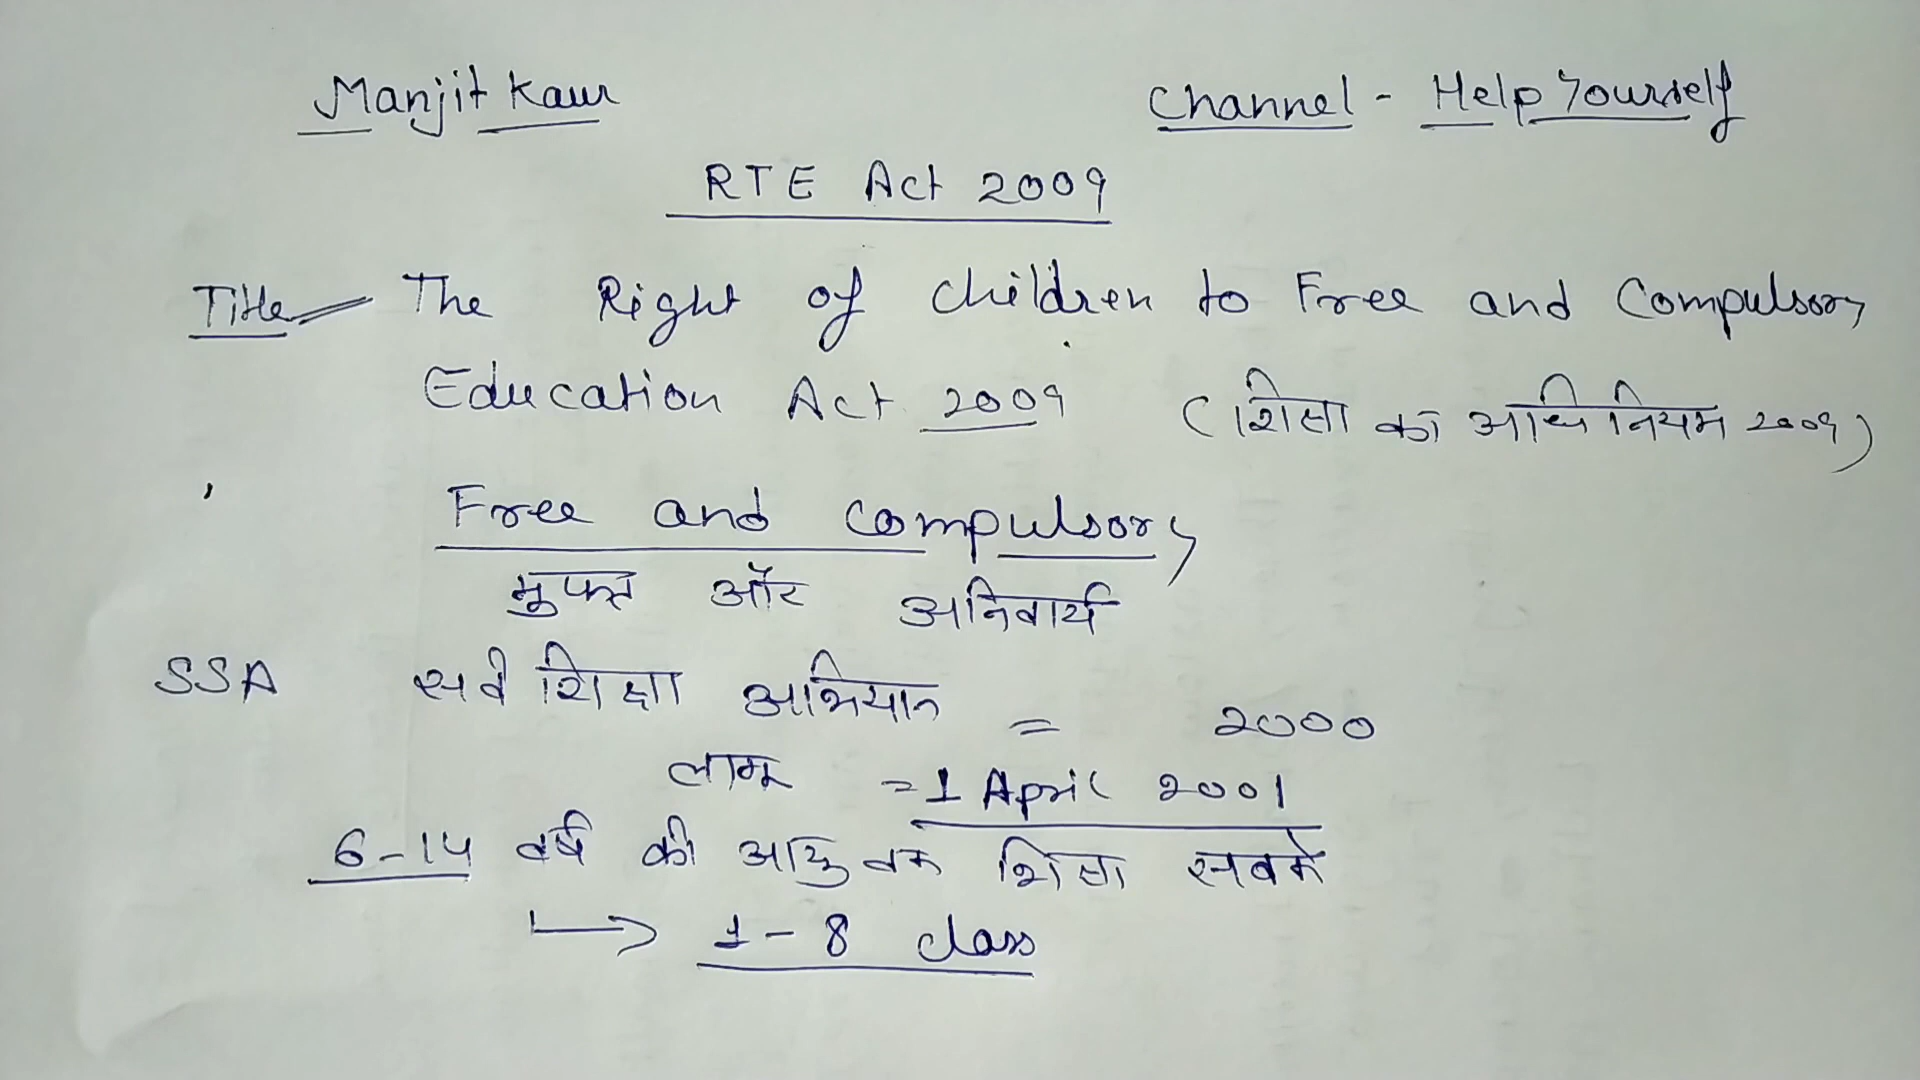 Manjit Kaur
Channel - Help Yourself
RTE Act 2009
Title The Right of Children to Free and Compulsory
Education Act 2009 (शिक्षा का अधिनियम 2009)
Free and Compulsory
मुफ्त और अनिवार्य
SSA सर्व शिक्षा अभियान = 2000
लागू = 1 April 2001
6-14 वर्ष की आयु तक शिक्षा सबके
→ 1-8 class